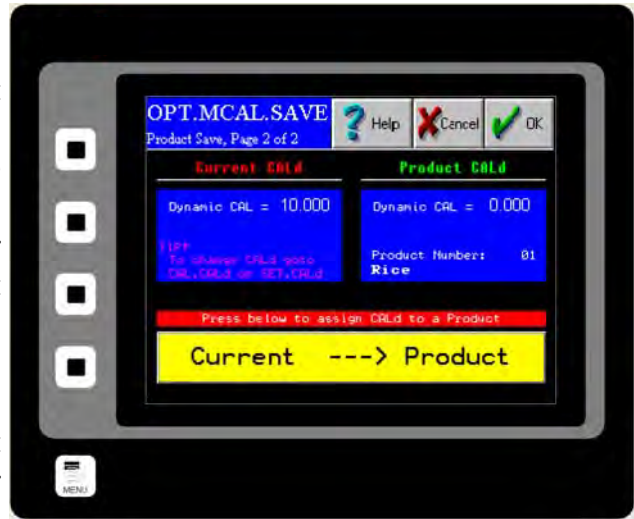 OPT.MCAL.SAVE
Product Save, Page 2 of 2
Help
Cancel
OK
Current CALd
Product CALd
Dynamic CAL = 10.000
Dynamic CAL = 0.000
TIP#
To change CALd goto
CAL.CALd or SET.CALd
Product Number: 01
Rice
Press below to assign CALd to a Product
Current ---> Product
MENU